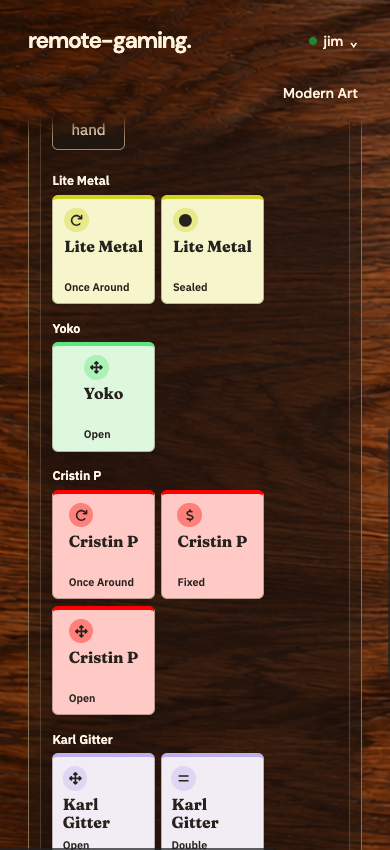 remote-gaming.
jim
Modern Art
hand
Lite Metal
Lite Metal
Lite Metal
Once Around
Sealed
Yoko
Yoko
Open
Cristin P
Cristin P
$
Cristin P
Once Around
Fixed
Cristin P
Open
Karl Gitter
Karl
Gitter
Karl
Gitter
Open
Double